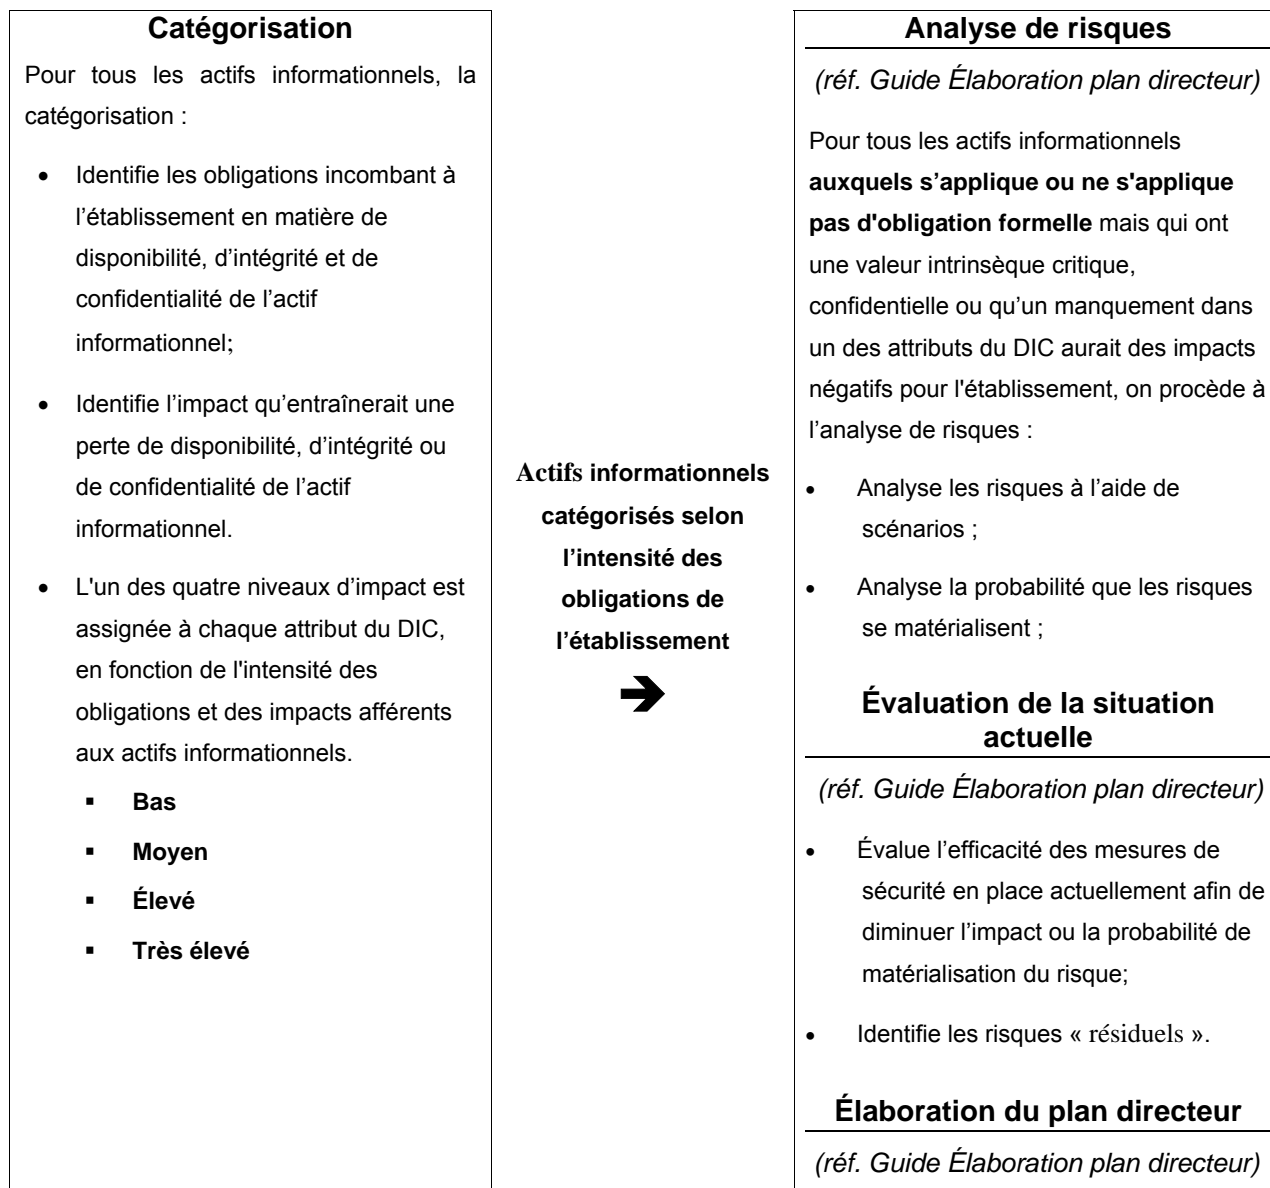 Catégorisation
Pour tous les actifs informationnels, la
catégorisation :
• Identifie les obligations incombant à
l’établissement en matière de
disponibilité, d’intégrité et de
confidentialité de l’actif
informationnel;
• Identifie l’impact qu’entraînerait une
perte de disponibilité, d’intégrité ou
de confidentialité de l’actif
informationnel.
• L'un des quatre niveaux d’impact est
assignée à chaque attribut du DIC,
en fonction de l'intensité des
obligations et des impacts afférents
aux actifs informationnels.
▪ Bas
▪ Moyen
▪ Élevé
▪ Très élevé
Actifs informationnels
catégorisés selon
l’intensité des
obligations de
l’établissement
➔
Analyse de risques
(réf. Guide Élaboration plan directeur)
Pour tous les actifs informationnels
auxquels s’applique ou ne s'applique
pas d'obligation formelle mais qui ont
une valeur intrinsèque critique,
confidentielle ou qu’un manquement dans
un des attributs du DIC aurait des impacts
négatifs pour l'établissement, on procède à
l’analyse de risques :
• Analyse les risques à l’aide de
scénarios ;
• Analyse la probabilité que les risques
se matérialisent ;
Évaluation de la situation
actuelle
(réf. Guide Élaboration plan directeur)
• Évalue l’efficacité des mesures de
sécurité en place actuellement afin de
diminuer l’impact ou la probabilité de
matérialisation du risque;
• Identifie les risques « résiduels ».
Élaboration du plan directeur
(réf. Guide Élaboration plan directeur)